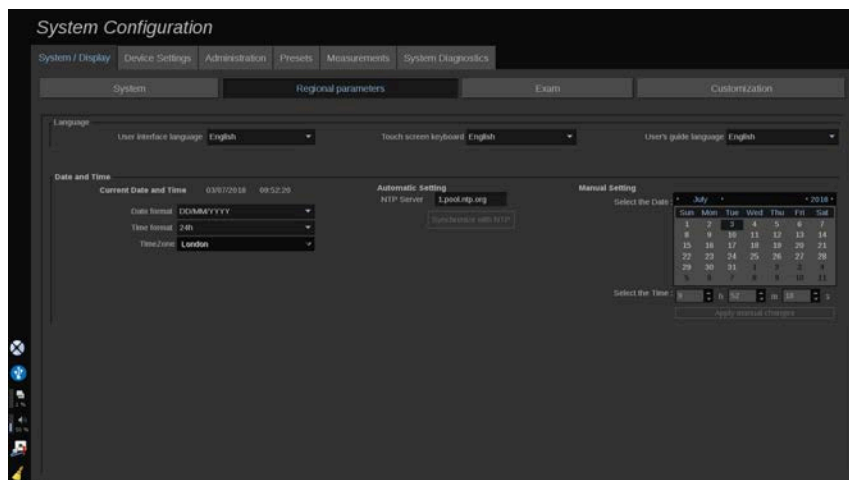 System Configuration
System / Display Device Settings Administration Presets Measurements System Diagnostics
System Regional parameters Exam Customization
Language
User interface language English Touch screen keyboard English User's guide language English
Date and Time
Current Date and Time 03/07/2018 09:52:20
Date format DD/MM/YYYY
Time format 24h
TimeZone London
Automatic Setting
NTP Server 1.pool.ntp.org
Synchronize with NTP
Manual Setting
Select the Date : July 2018
Sun Mon Tue Wed Thu Fri Sat
1 2 3 4 5 6 7
8 9 10 11 12 13 14
15 16 17 18 19 20 21
22 23 24 25 26 27 28
29 30 31 1 2 3 4
5 6 7 8 9 10 11
Select the Time : 9 h 52 m 18 s
Apply manual changes